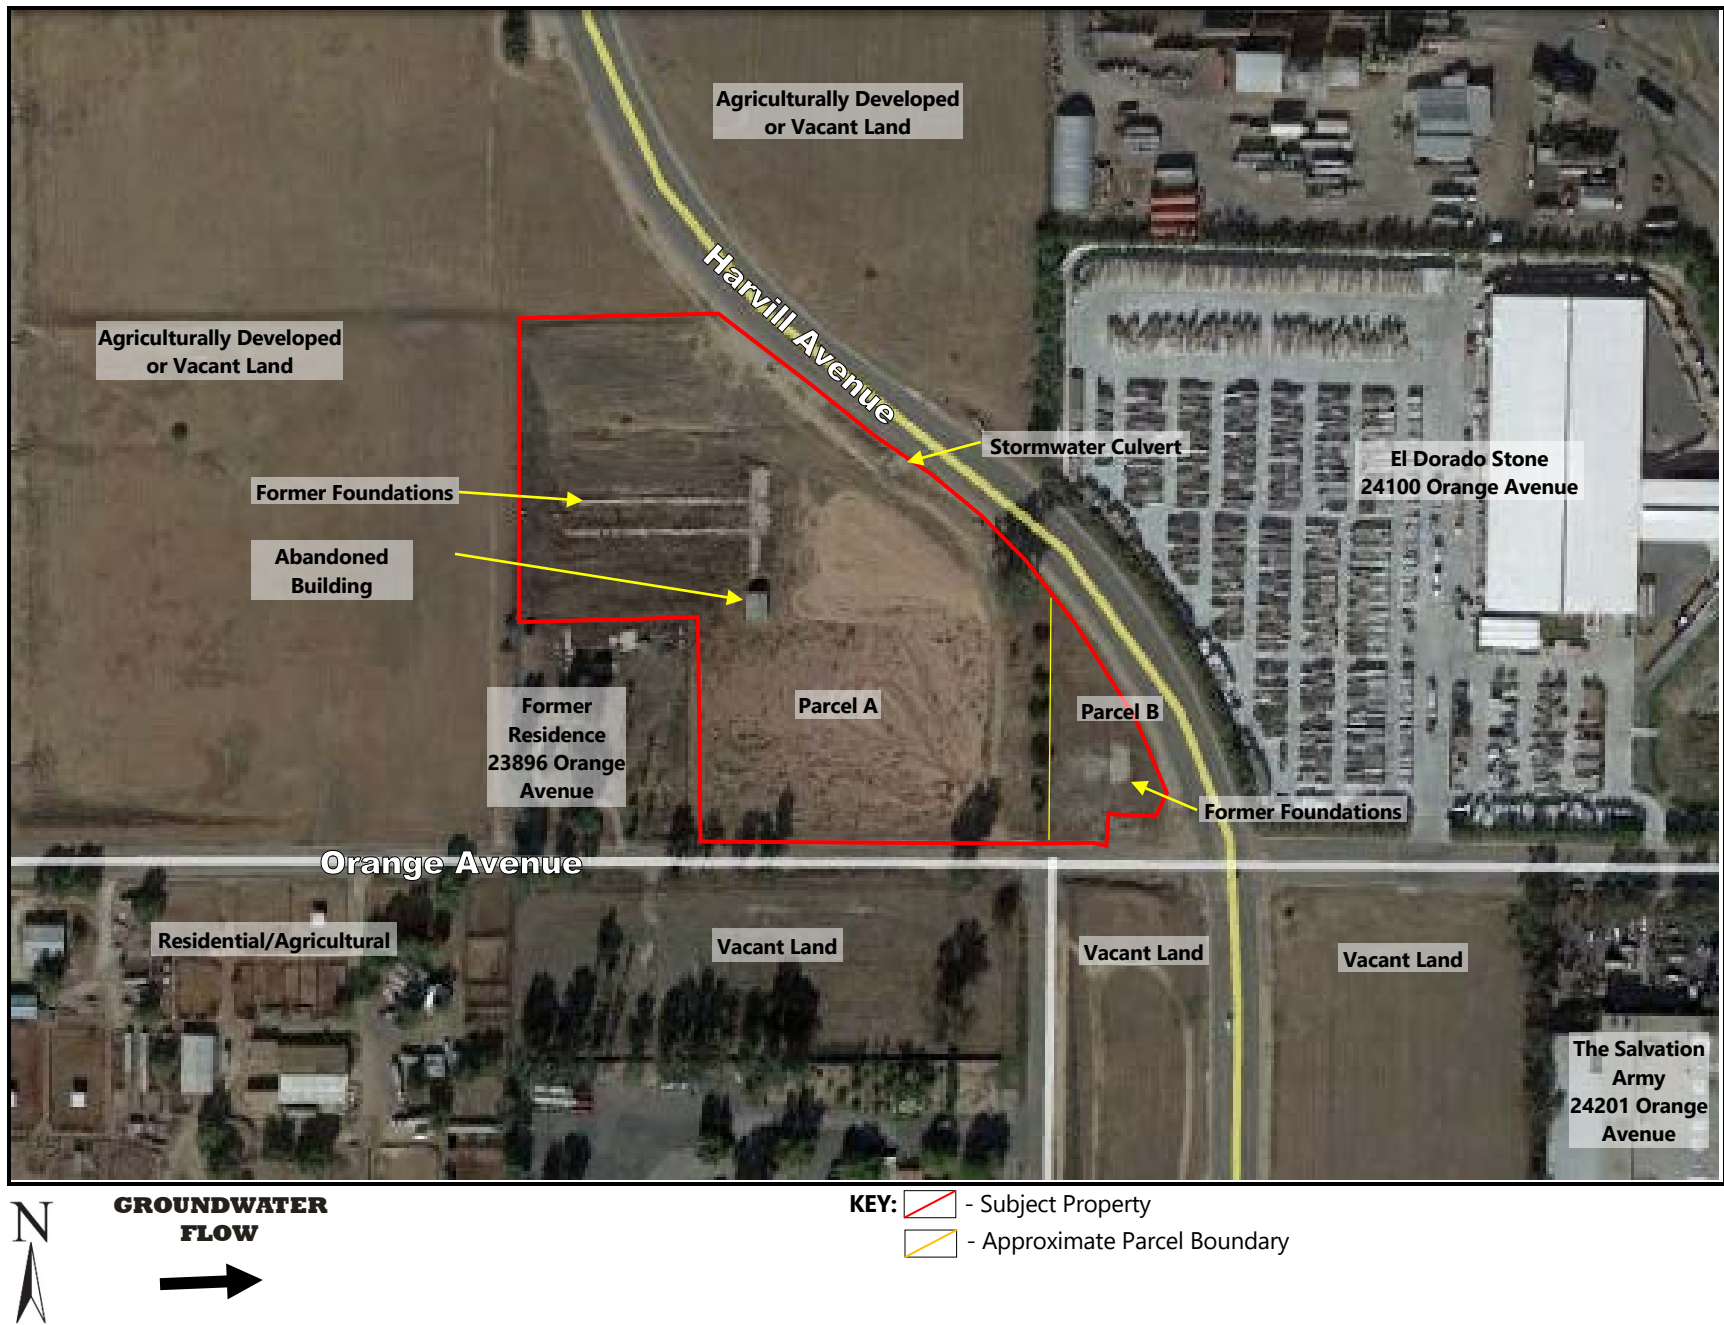 Agriculturally Developed
or Vacant Land
Harvill Avenue
Agriculturally Developed
or Vacant Land
Stormwater Culvert
El Dorado Stone
24100 Orange Avenue
Former Foundations
Abandoned
Building
Former
Residence
23896 Orange
Avenue
Parcel A
Parcel B
Former Foundations
Orange Avenue
Residential/Agricultural
Vacant Land
Vacant Land
Vacant Land
The Salvation
Army
24201 Orange
Avenue
N
GROUNDWATER
FLOW
KEY:
- Subject Property
- Approximate Parcel Boundary